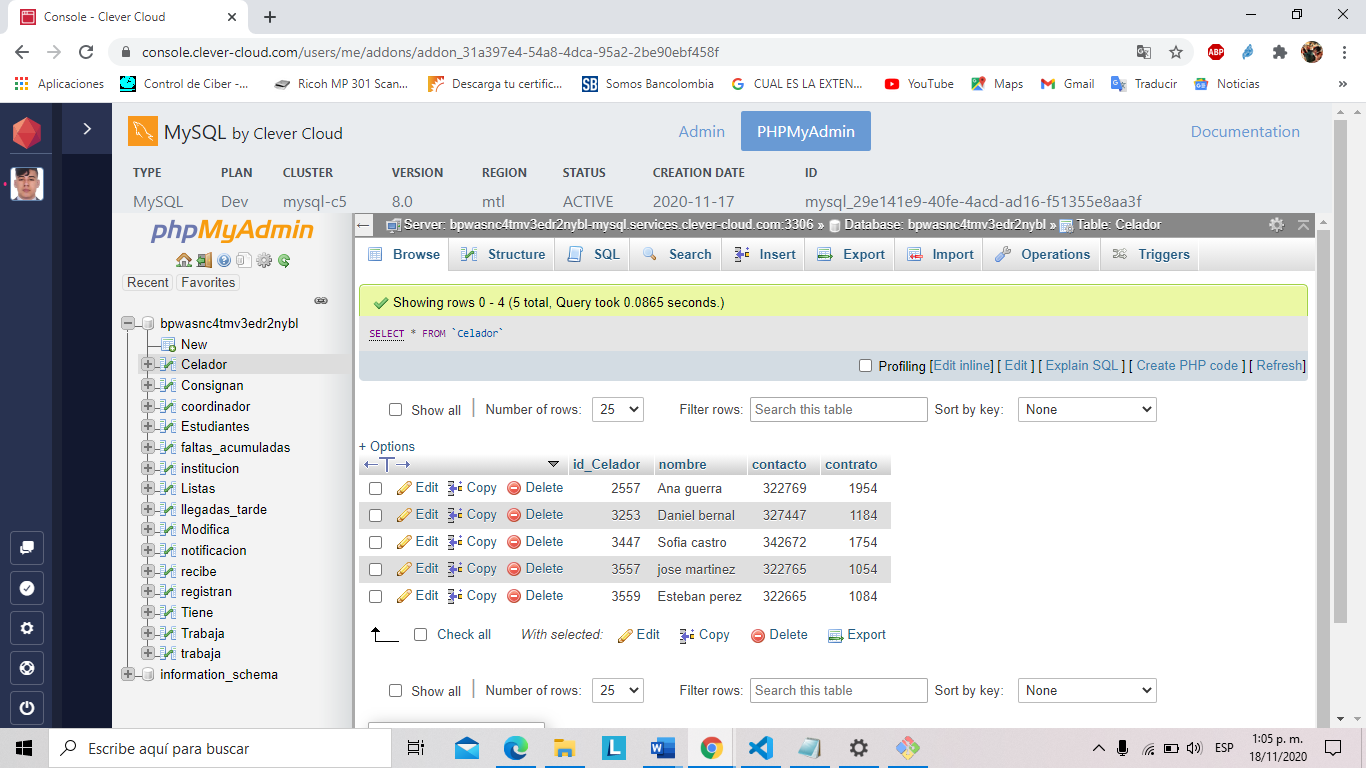 Console - Clever Cloud
console.clever-cloud.com/users/me/addons/addon_31a397e4-54a8-4dca-95a2-2be90ebf458f
ABP
Aplicaciones Control de Ciber -... Ricoh MP 301 Scan... Descarga tu certific... Somos Bancolombia CUAL ES LA EXTEN... YouTube Maps Gmail Traducir Noticias »
MySQL by Clever Cloud Admin PHPMyAdmin Documentation
TYPE PLAN CLUSTER VERSION REGION STATUS CREATION DATE ID
MySQL Dev mysql-c5 8.0 mtl ACTIVE 2020-11-17 mysql_29e141e9-40fe-4acd-ad16-f51355e8aa3f
phpMyAdmin
Recent Favorites
bpwasnc4tmv3edr2nybl
New
Celador
Consignan
coordinador
Estudiantes
faltas_acumuladas
institucion
Listas
llegadas_tarde
Modifica
notificacion
recibe
registran
Tiene
Trabaja
trabaja
information_schema
Server: bpwasnc4tmv3edr2nybl-mysql.services.clever-cloud.com:3306 » Database: bpwasnc4tmv3edr2nybl » Table: Celador
Browse Structure SQL Search Insert Export Import Operations Triggers
Showing rows 0 - 4 (5 total, Query took 0.0865 seconds.)
SELECT * FROM `Celador`
Profiling [Edit inline] [ Edit ] [ Explain SQL ] [ Create PHP code ] [ Refresh]
Show all | Number of rows: 25 Filter rows: Search this table Sort by key: None
+ Options
←T→ id_Celador nombre contacto contrato
Edit Copy Delete 2557 Ana guerra 322769 1954
Edit Copy Delete 3253 Daniel bernal 327447 1184
Edit Copy Delete 3447 Sofia castro 342672 1754
Edit Copy Delete 3557 jose martinez 322765 1054
Edit Copy Delete 3559 Esteban perez 322665 1084
Check all With selected: Edit Copy Delete Export
Show all | Number of rows: 25 Filter rows: Search this table Sort by key: None
Escribe aquí para buscar
ESP
1:05 p. m.
18/11/2020